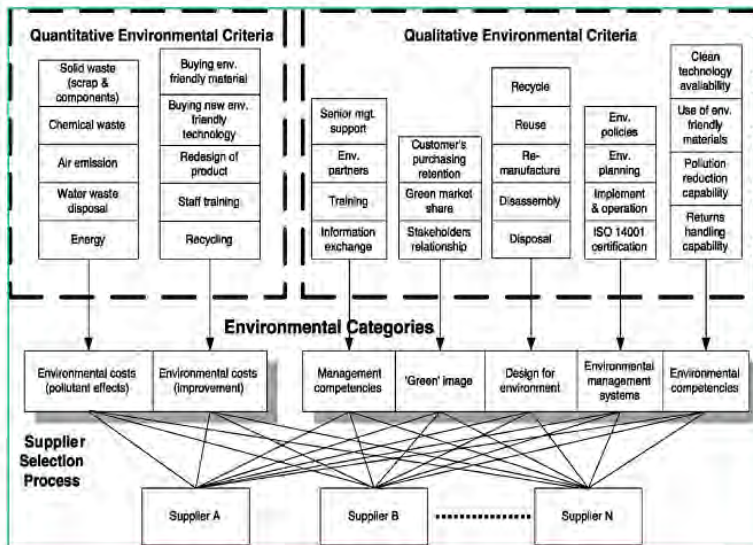 Quantitative Environmental Criteria
Qualitative Environmental Criteria
Solid waste
(scrap &
components)
Chemical waste
Air emission
Water waste
disposal
Energy
Buying env.
friendly material
Buying new env.
friendly
technology
Redesign of
product
Staff training
Recycling
Senior mgt.
support
Env.
partners
Training
Information
exchange
Customer's
purchasing
retention
Green market
share
Stakeholders
relationship
Recycle
Reuse
Re-
manufacture
Disassembly
Disposal
Env.
policies
Env.
planning
Implement
& operation
ISO 14001
certification
Clean
technology
availability
Use of env.
friendly
materials
Pollution
reduction
capability
Returns
handling
capability
Environmental Categories
Environmental costs
(pollutant effects)
Environmental costs
(improvement)
Management
competencies
'Green' image
Design for
environment
Environmental
management
systems
Environmental
competencies
Supplier
Selection
Process
Supplier A
Supplier B
Supplier N